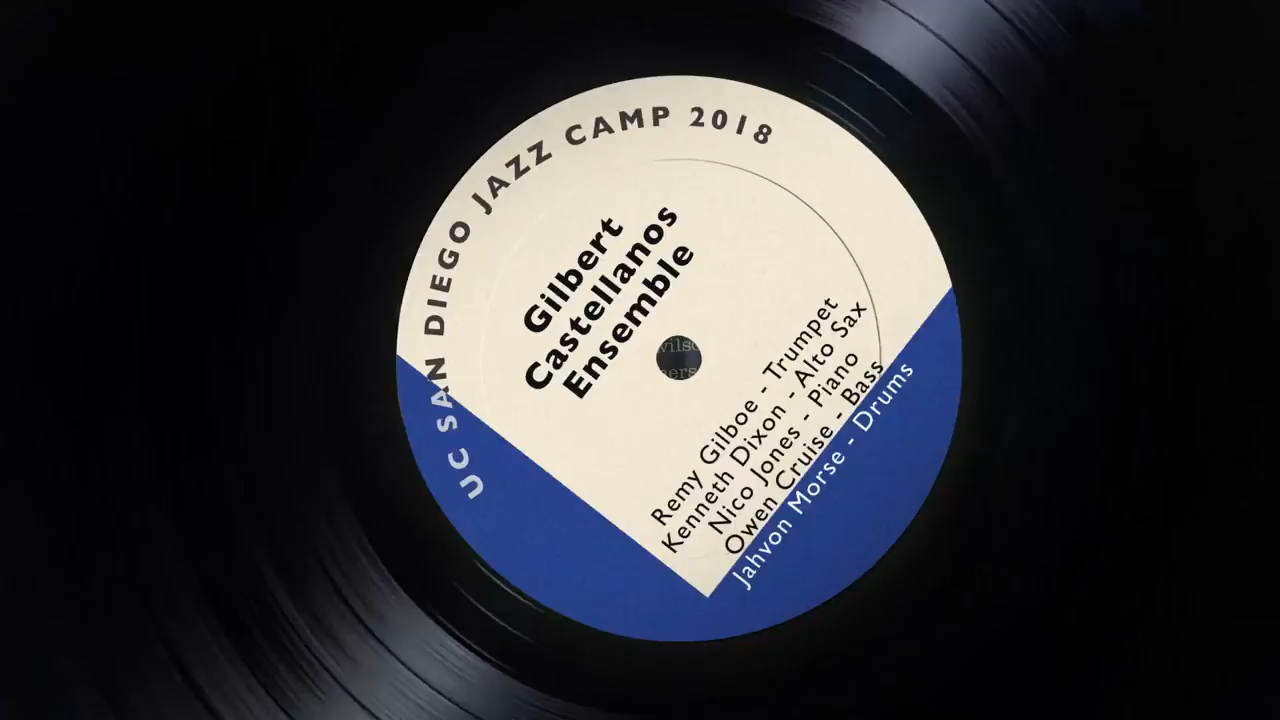 UC SAN DIEGO JAZZ CAMP 2018
Gilbert
Castellanos
Ensemble
Remy Gilboe - Trumpet
Kenneth Dixon - Alto Sax
Nico Jones - Piano
Owen Cruise - Bass
Jahvon Morse - Drums